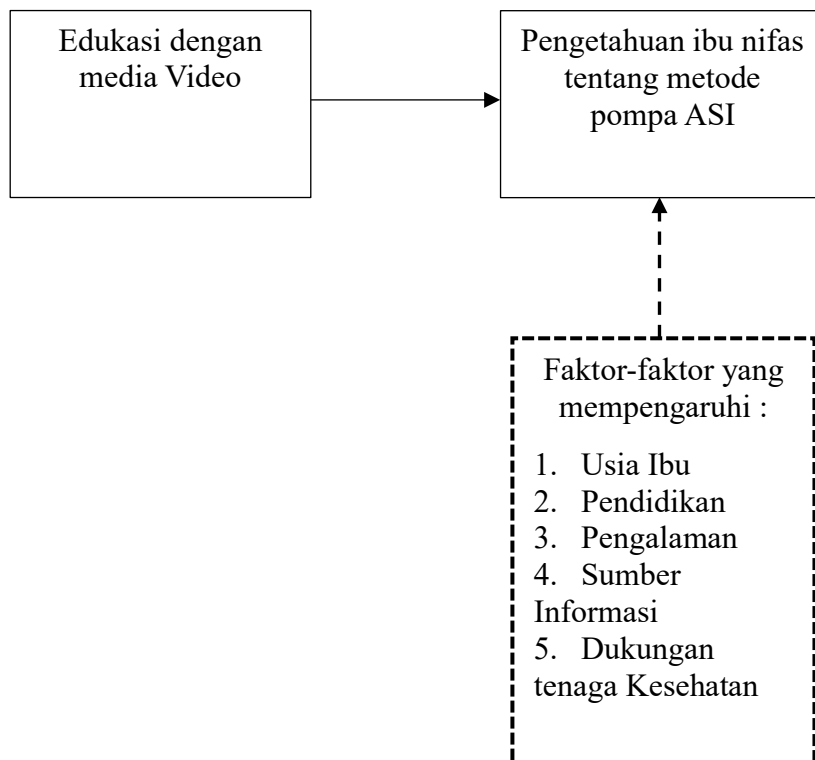 Edukasi dengan
media Video
Pengetahuan ibu nifas
tentang metode
pompa ASI
Faktor-faktor yang
mempengaruhi :
1. Usia Ibu
2. Pendidikan
3. Pengalaman
4. Sumber
Informasi
5. Dukungan
tenaga Kesehatan